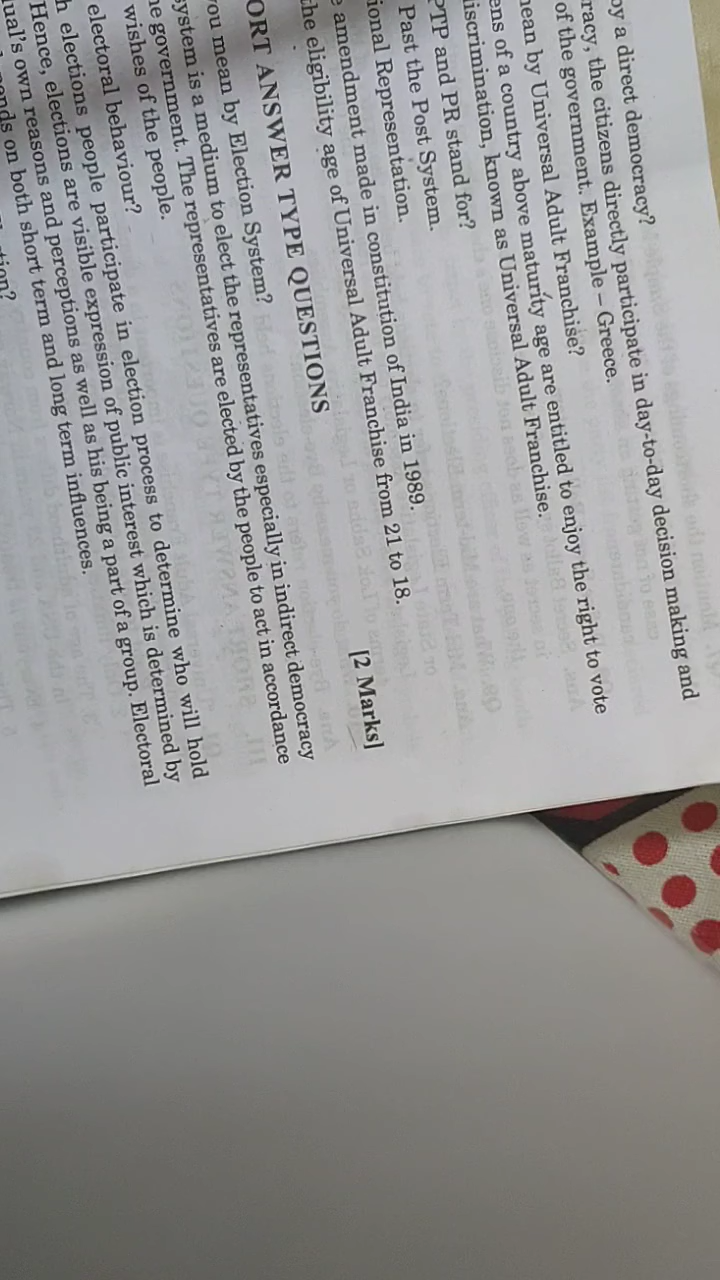 by a direct democracy?
racy, the citizens directly participate in day-to-day decision making and
of the government. Example – Greece.
mean by Universal Adult Franchise?
ens of a country above maturity age are entitled to enjoy the right to vote
iscrimination, known as Universal Adult Franchise.
PTP and PR stand for?
Past the Post System.
ional Representation.
e amendment made in constitution of India in 1989.
the eligibility age of Universal Adult Franchise from 21 to 18.
ORT ANSWER TYPE QUESTIONS [2 Marks]
you mean by Election System?
system is a medium to elect the representatives especially in indirect democracy
he government. The representatives are elected by the people to act in accordance
wishes of the people.
electoral behaviour?
h elections people participate in election process to determine who will hold
Hence, elections are visible expression of public interest which is determined by
ual's own reasons and perceptions as well as his being a part of a group. Electoral
on both short term and long term influences.